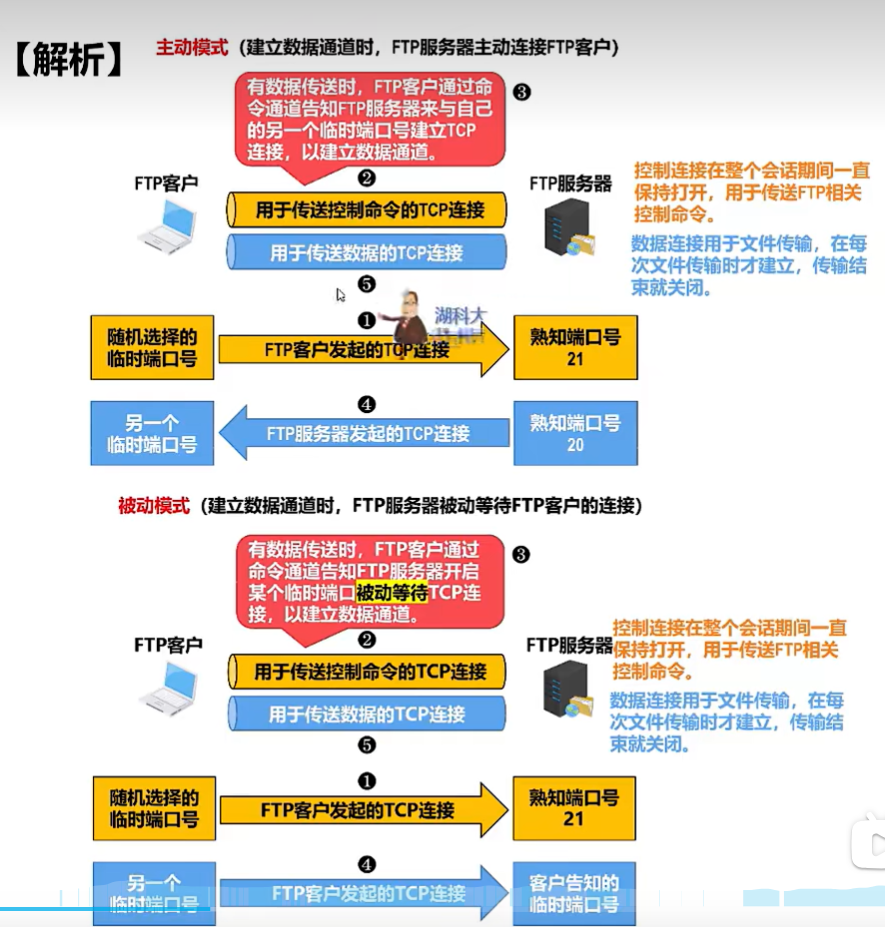 【解析】
主动模式（建立数据通道时，FTP服务器主动连接FTP客户）
有数据传送时，FTP客户通过命
令通道告知FTP服务器来与自己
的另一个临时端口号建立TCP
连接，以建立数据通道。
❸
FTP客户
❷
FTP服务器
用于传送控制命令的TCP连接
用于传送数据的TCP连接
❺
控制连接在整个会话期间一直
保持打开，用于传送FTP相关
控制命令。
数据连接用于文件传输，在每
次文件传输时才建立，传输结
束就关闭。
湖科大
随机选择的
临时端口号
❶
FTP客户发起的TCP连接
熟知端口号
21
另一个
临时端口号
❹
FTP服务器发起的TCP连接
熟知端口号
20
被动模式（建立数据通道时，FTP服务器被动等待FTP客户的连接）
有数据传送时，FTP客户通过
命令通道告知FTP服务器开启
某个临时端口被动等待TCP连
接，以建立数据通道。
❸
FTP客户
❷
FTP服务器
用于传送控制命令的TCP连接
用于传送数据的TCP连接
❺
控制连接在整个会话期间一直
保持打开，用于传送FTP相关
控制命令。
数据连接用于文件传输，在每
次文件传输时才建立，传输结
束就关闭。
随机选择的
临时端口号
❶
FTP客户发起的TCP连接
熟知端口号
21
另一个
临时端口号
❹
FTP客户发起的TCP连接
客户告知的
临时端口号